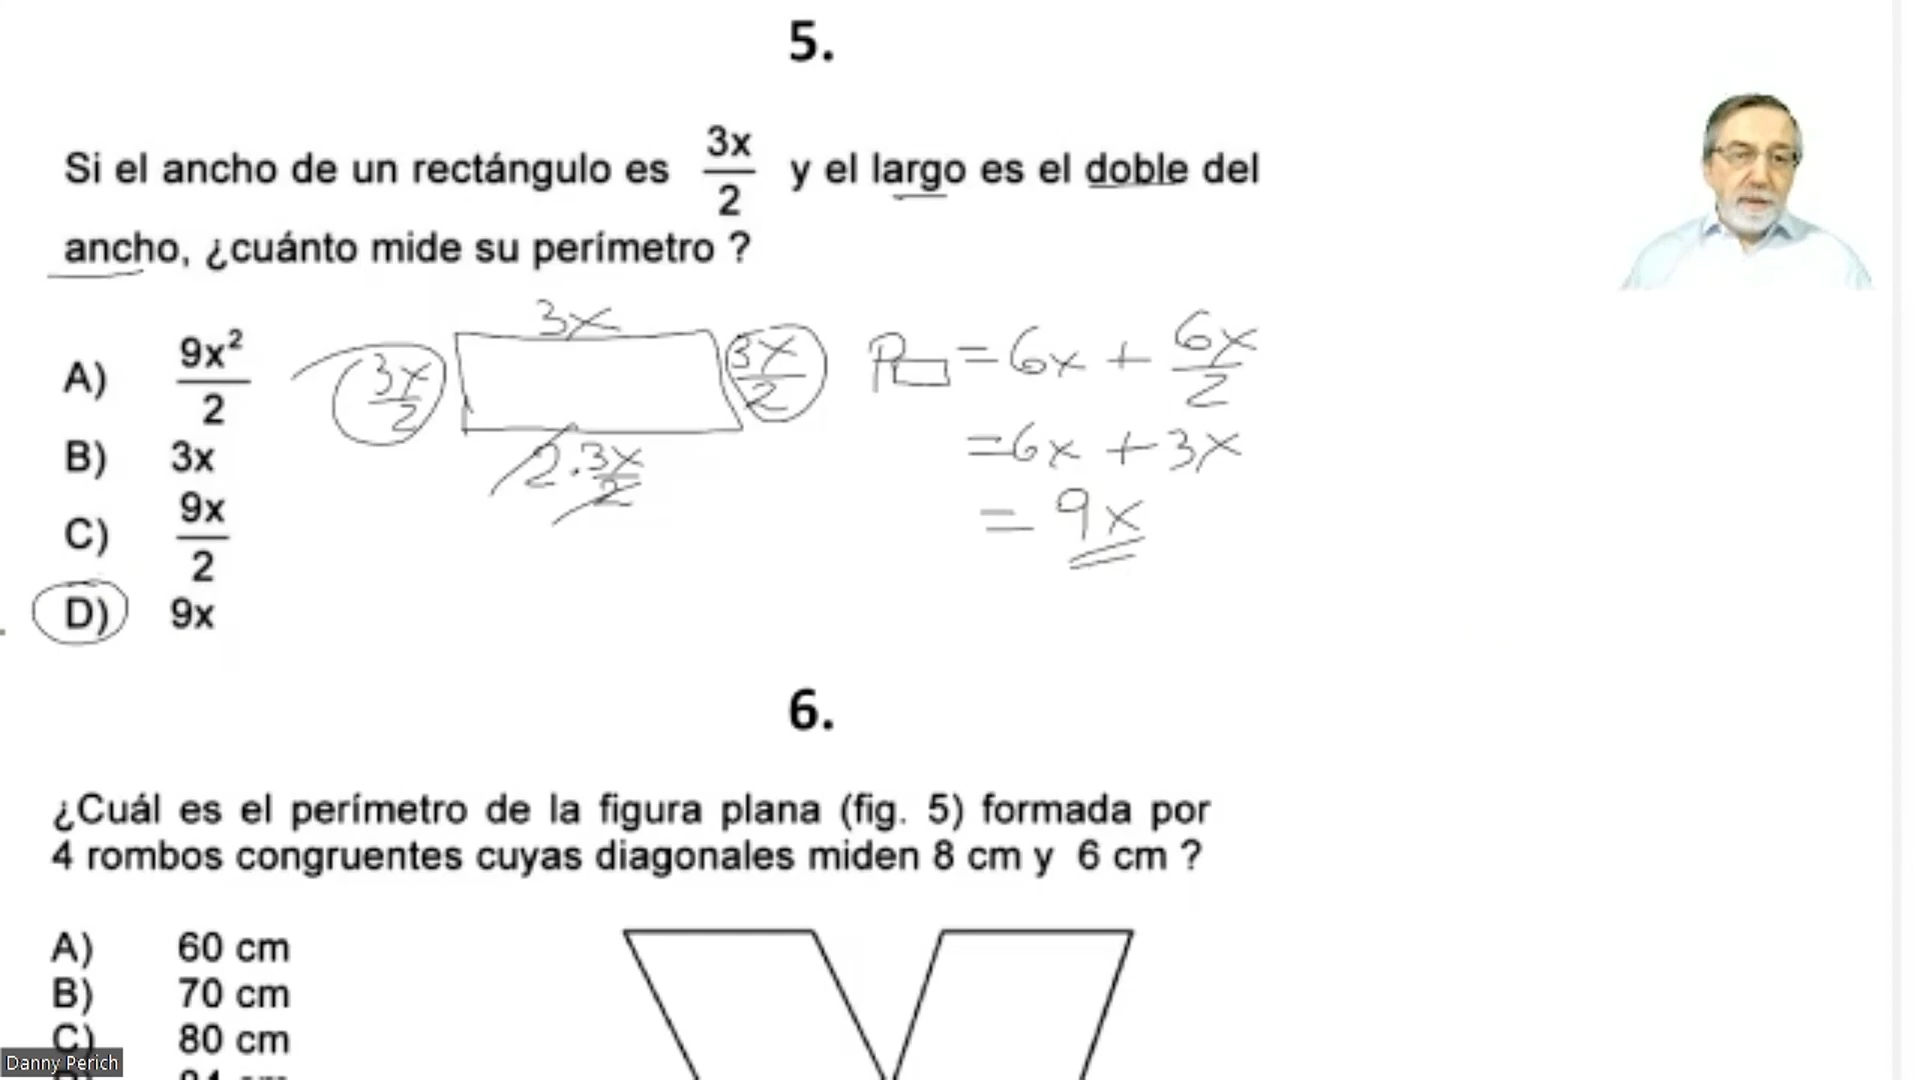 5.
Si el ancho de un rectángulo es 3x/2 y el largo es el doble del
ancho, ¿cuánto mide su perímetro ?
A) 9x²/2
B) 3x
C) 9x/2
D) 9x
3x
3x/2
3x/2
2·3x/2
P▭ = 6x + 6x/2
= 6x + 3x
= 9x
6.
¿Cuál es el perímetro de la figura plana (fig. 5) formada por
4 rombos congruentes cuyas diagonales miden 8 cm y 6 cm ?
A) 60 cm
B) 70 cm
C) 80 cm
Danny Perich